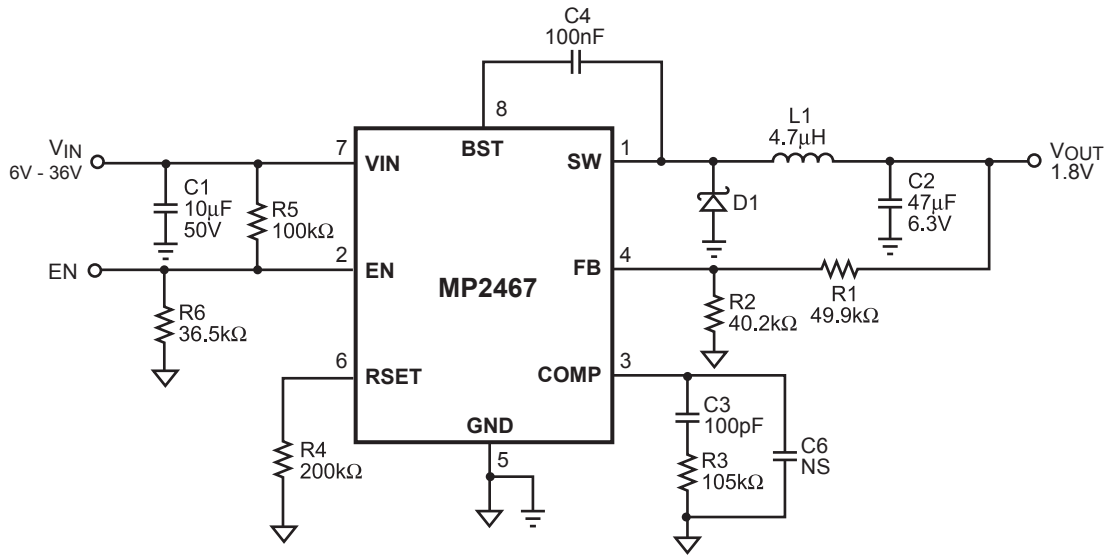 C4
100nF
8
BST
VIN
6V - 36V
7
VIN
SW
1
L1
4.7μH
VOUT
1.8V
C1
10μF
50V
R5
100kΩ
D1
C2
47μF
6.3V
EN
2
EN
FB
4
MP2467
R1
49.9kΩ
R2
40.2kΩ
R6
36.5kΩ
6
RSET
COMP
3
GND
5
R4
200kΩ
C3
100pF
R3
105kΩ
C6
NS